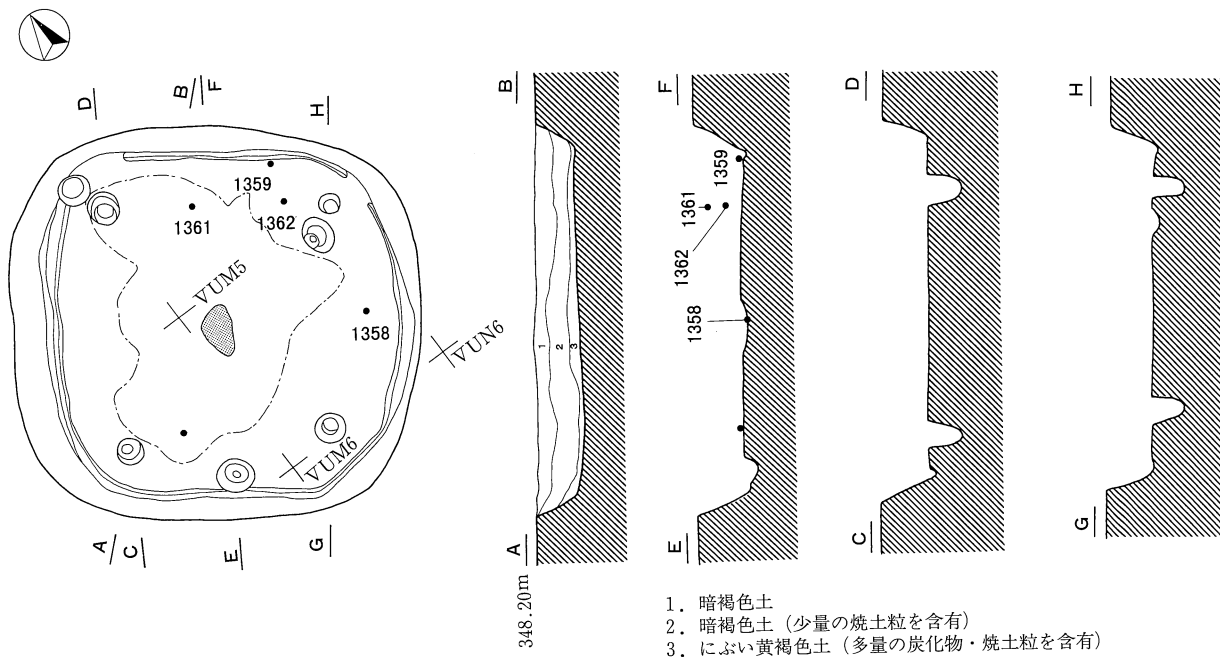 D
B
F
H
1359
1361
1362
1358
VUM5
VUN6
VUM6
A
C
E
G
B
1
2
3
A
348.20m
F
1359
1361
1362
1358
E
D
C
H
G
1. 暗褐色土
2. 暗褐色土（少量の焼土粒を含有）
3. にぶい黄褐色土（多量の炭化物・焼土粒を含有）